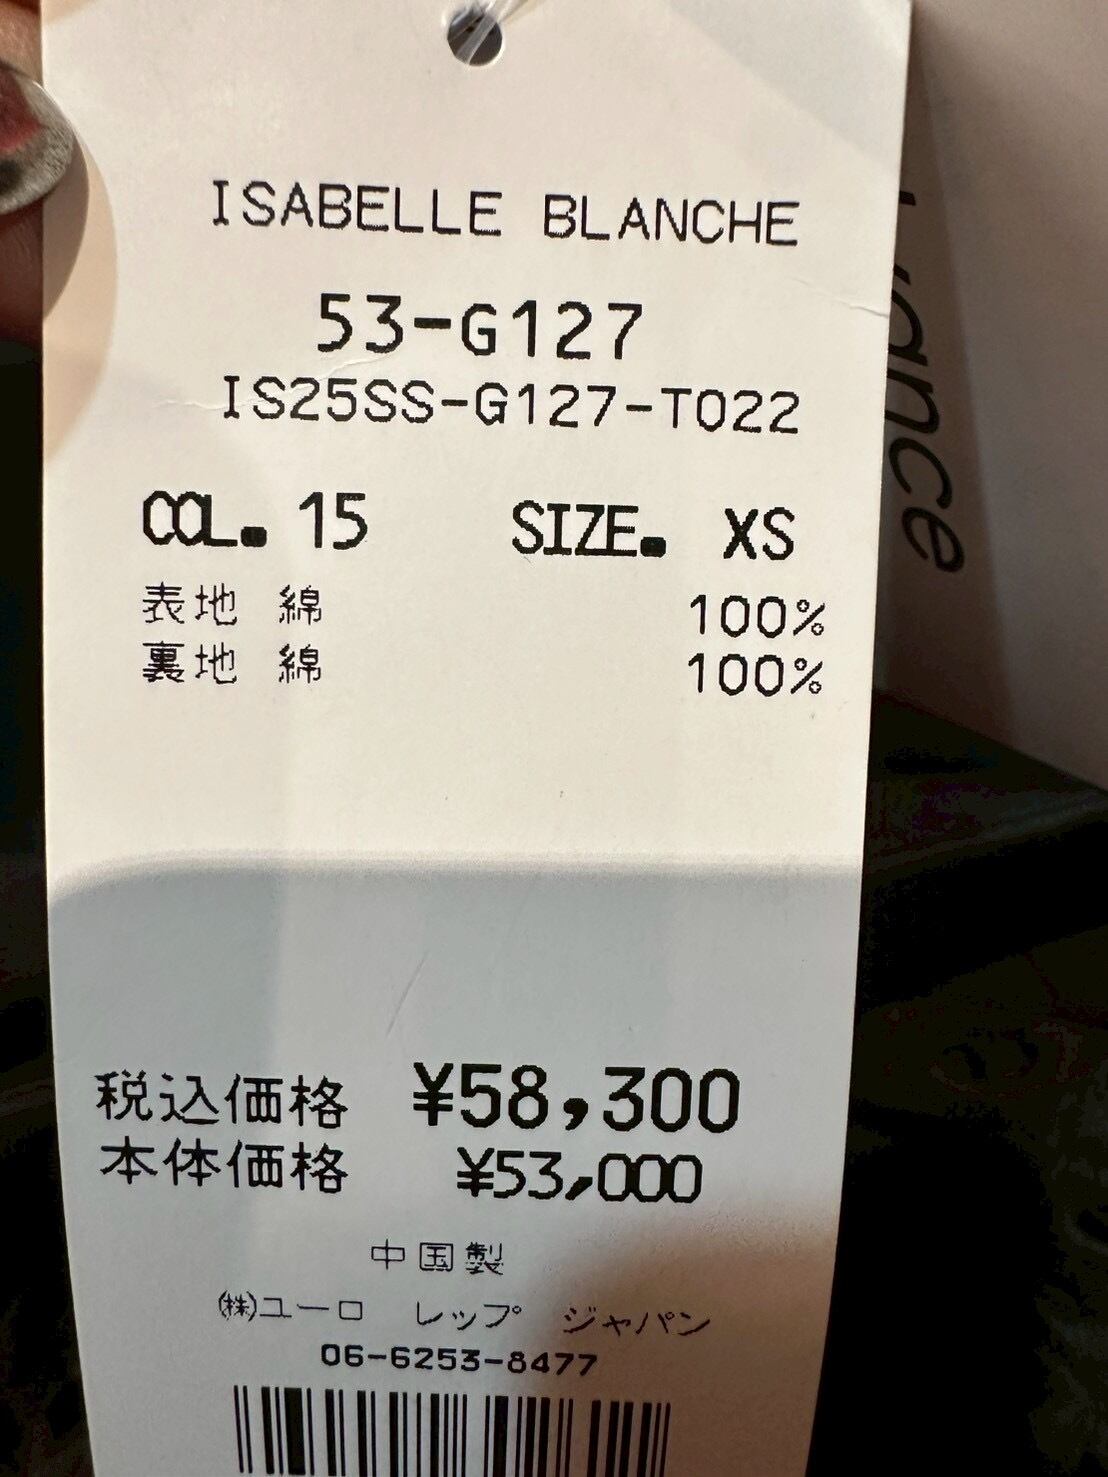 ISABELLE BLANCHE
53-G127
IS25SS-G127-T022
COL. 15 SIZE. XS
表地 綿 100%
裏地 綿 100%
税込価格 ¥58,300
本体価格 ¥53,000
中国製
㈱ユーロ レップ ジャパン
06-6253-8477